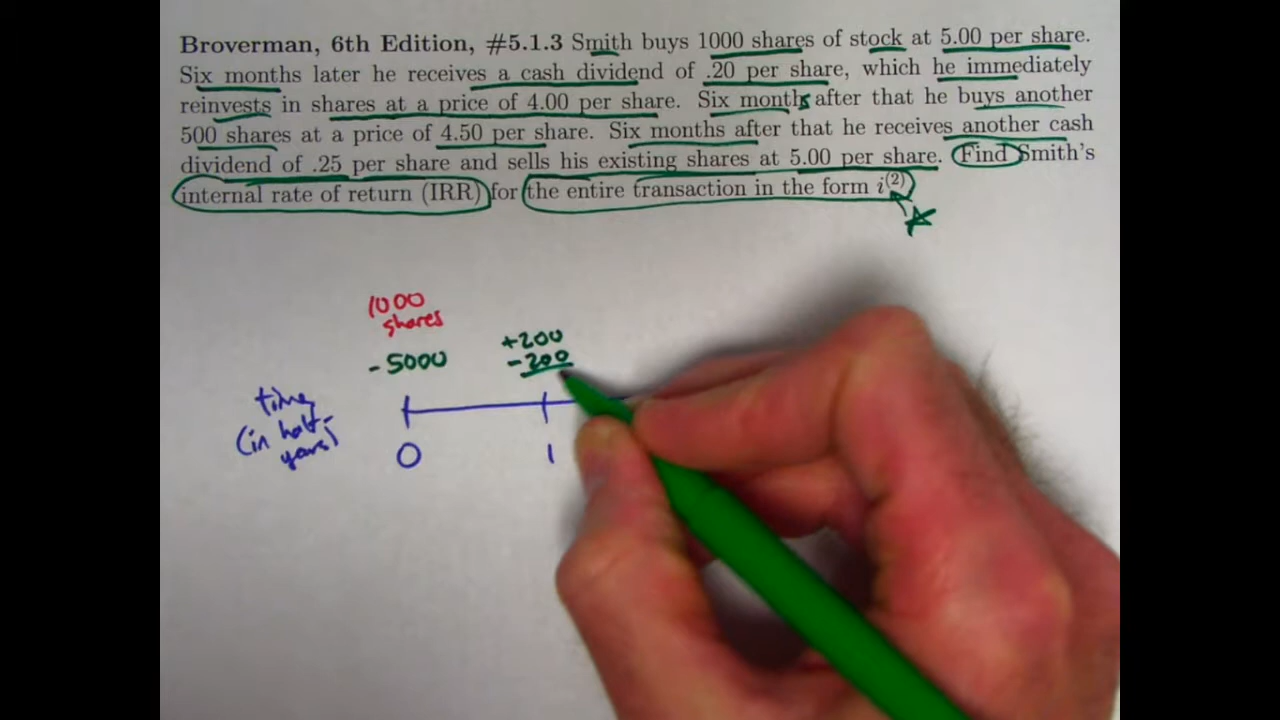 Broverman, 6th Edition, #5.1.3 Smith buys 1000 shares of stock at 5.00 per share.
Six months later he receives a cash dividend of .20 per share, which he immediately
reinvests in shares at a price of 4.00 per share. Six months after that he buys another
500 shares at a price of 4.50 per share. Six months after that he receives another cash
dividend of .25 per share and sells his existing shares at 5.00 per share. Find Smith's
internal rate of return (IRR) for the entire transaction in the form i⁽²⁾.
1000
shares
+200
-5000 -200
time
(in half-
years)
0 1